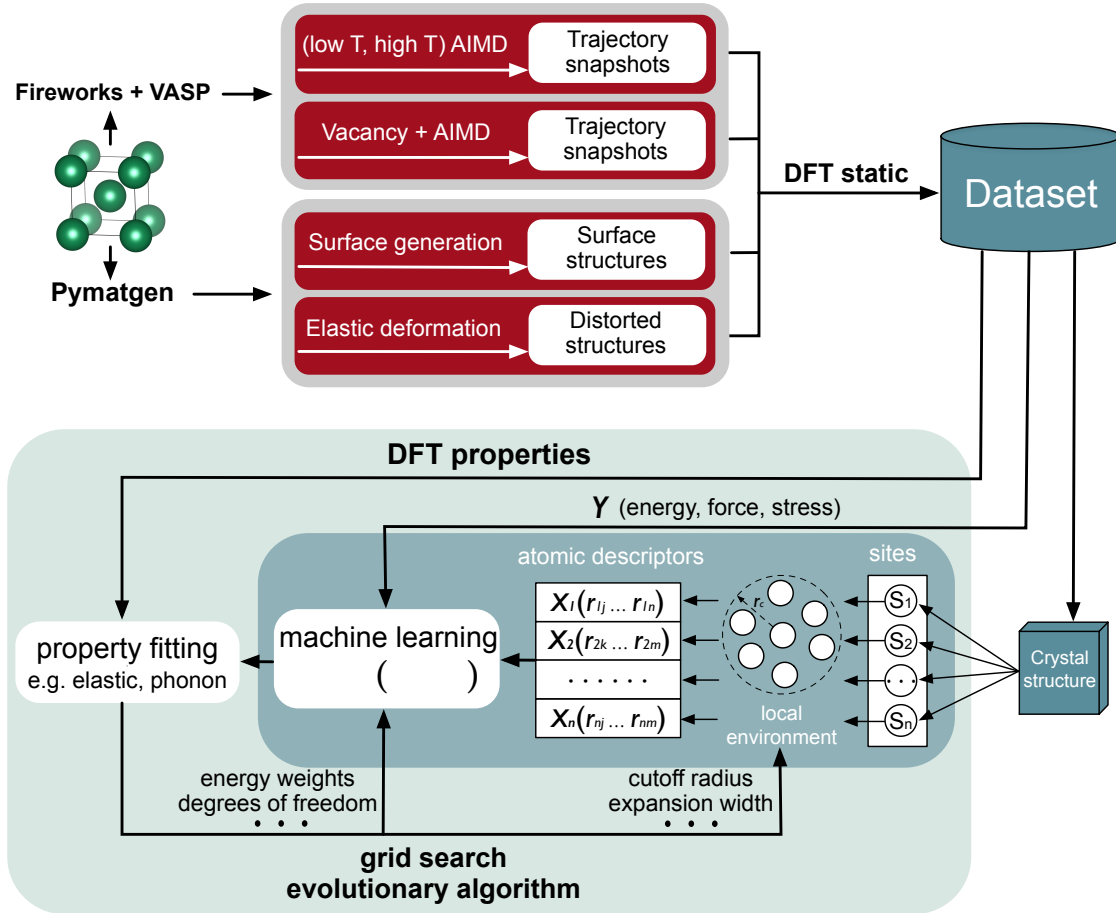 (low T, high T) AIMD
Trajectory
snapshots
Fireworks + VASP
Vacancy + AIMD
Trajectory
snapshots
DFT static
Dataset
Surface generation
Surface
structures
Pymatgen
Elastic deformation
Distorted
structures
DFT properties
Y (energy, force, stress)
atomic descriptors
sites
X1(r1j ... r1n)
rc
S1
X2(r2k ... r2m)
S2
......
...
Xn(rnj ... rnm)
Sn
local
environment
Crystal
structure
machine learning
( )
property fitting
e.g. elastic, phonon
energy weights
degrees of freedom
...
cutoff radius
expansion width
...
grid search
evolutionary algorithm